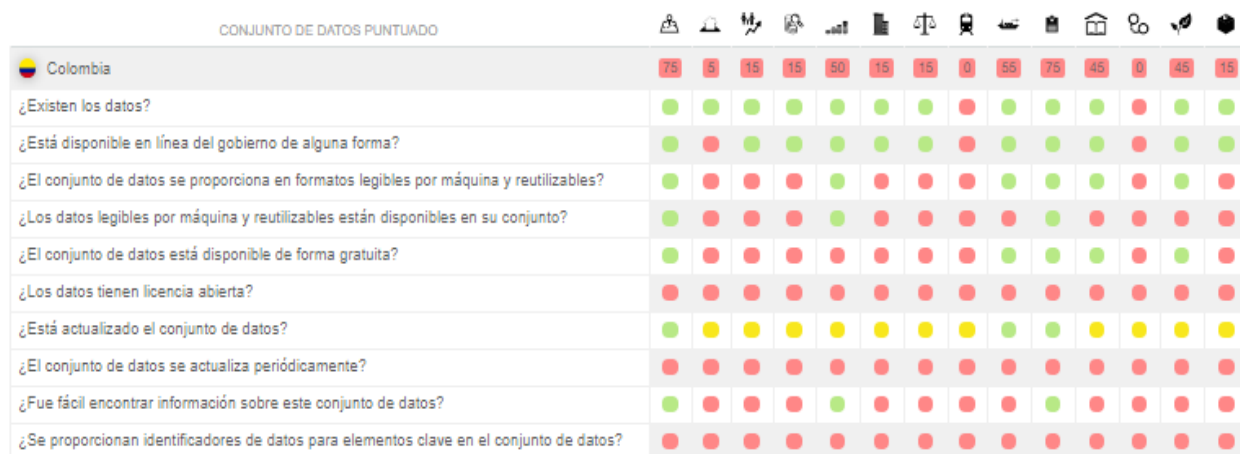 CONJUNTO DE DATOS PUNTUADO
Colombia 75 5 15 15 50 15 15 0 55 75 45 0 45 15
¿Existen los datos?
¿Está disponible en línea del gobierno de alguna forma?
¿El conjunto de datos se proporciona en formatos legibles por máquina y reutilizables?
¿Los datos legibles por máquina y reutilizables están disponibles en su conjunto?
¿El conjunto de datos está disponible de forma gratuita?
¿Los datos tienen licencia abierta?
¿Está actualizado el conjunto de datos?
¿El conjunto de datos se actualiza periódicamente?
¿Fue fácil encontrar información sobre este conjunto de datos?
¿Se proporcionan identificadores de datos para elementos clave en el conjunto de datos?